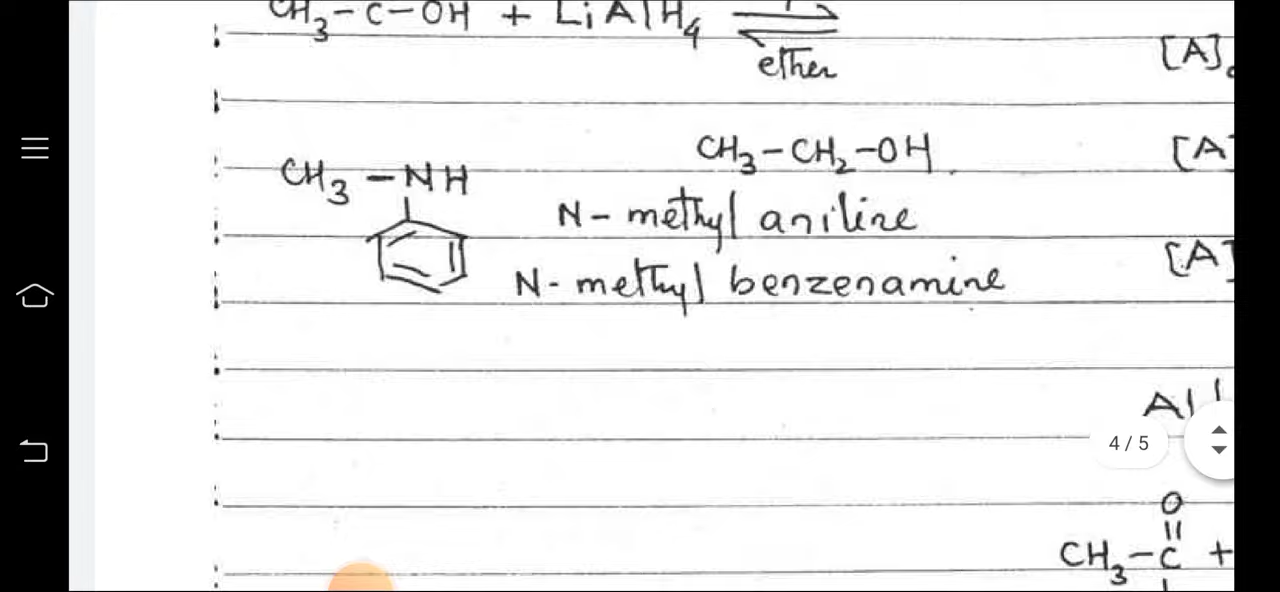 CH3-C-OH + LiAlH4 ⇌
ether
[A]
CH3-CH2-OH.
[A]
CH3-NH
N- methyl aniline
N- methyl benzenamine
[A]
4 / 5
O
CH3-C +